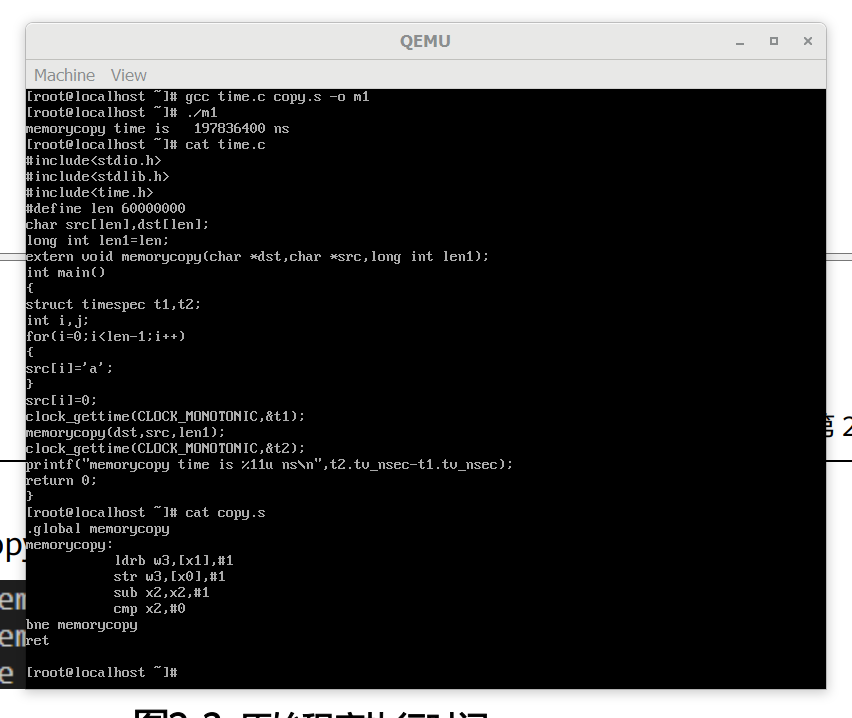 QEMU
Machine View
[root@localhost ~]# gcc time.c copy.s -o m1
[root@localhost ~]# ./m1
memorycopy time is   197836400 ns
[root@localhost ~]# cat time.c
#include<stdio.h>
#include<stdlib.h>
#include<time.h>
#define len 60000000
char src[len],dst[len];
long int len1=len;
extern void memorycopy(char *dst,char *src,long int len1);
int main()
{
struct timespec t1,t2;
int i,j;
for(i=0;i<len-1;i++)
{
src[i]='a';
}
src[i]=0;
clock_gettime(CLOCK_MONOTONIC,&t1);
memorycopy(dst,src,len1);
clock_gettime(CLOCK_MONOTONIC,&t2);
printf("memorycopy time is %11u ns\n",t2.tv_nsec-t1.tv_nsec);
return 0;
}
[root@localhost ~]# cat copy.s
.global memorycopy
memorycopy:
ldrb w3,[x1],#1
str w3,[x0],#1
sub x2,x2,#1
cmp x2,#0
bne memorycopy
ret
[root@localhost ~]#
第 2